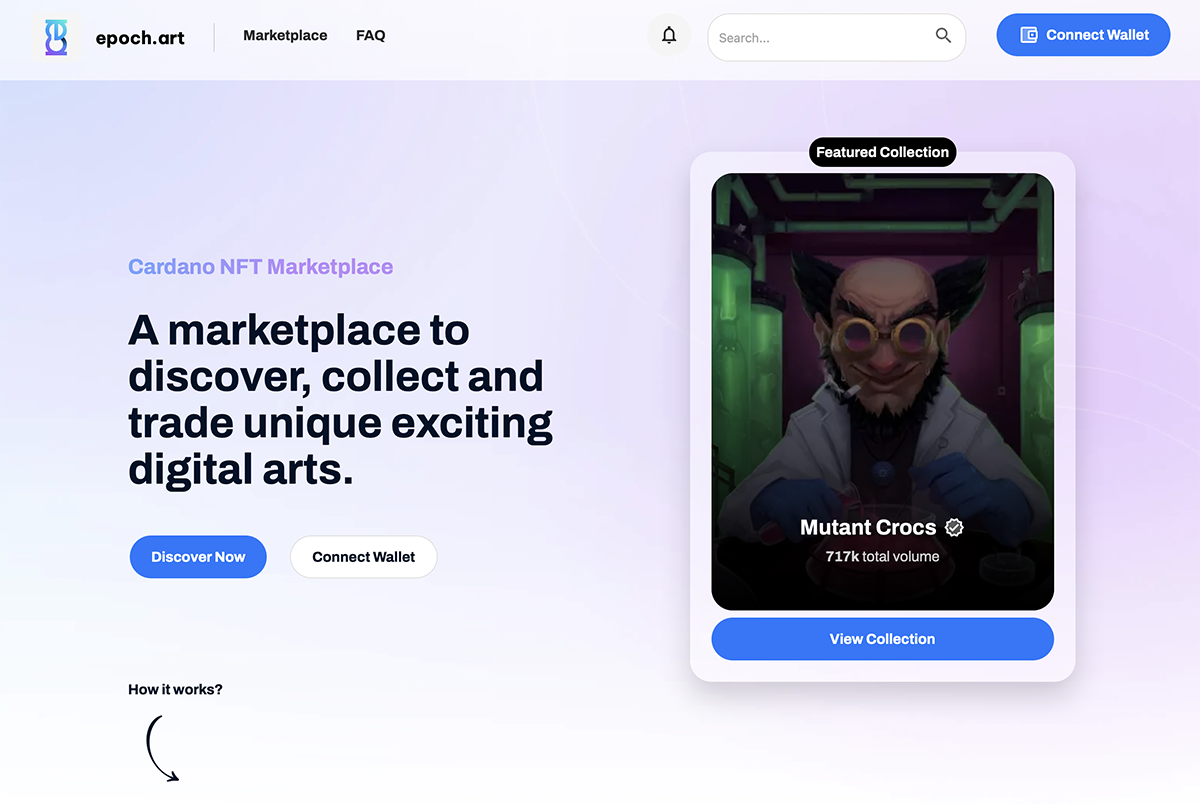 epoch.art
Marketplace
FAQ
Search...
Connect Wallet
Featured Collection
Cardano NFT Marketplace
A marketplace to
discover, collect and
trade unique exciting
digital arts.
Discover Now
Connect Wallet
Mutant Crocs
717k total volume
View Collection
How it works?